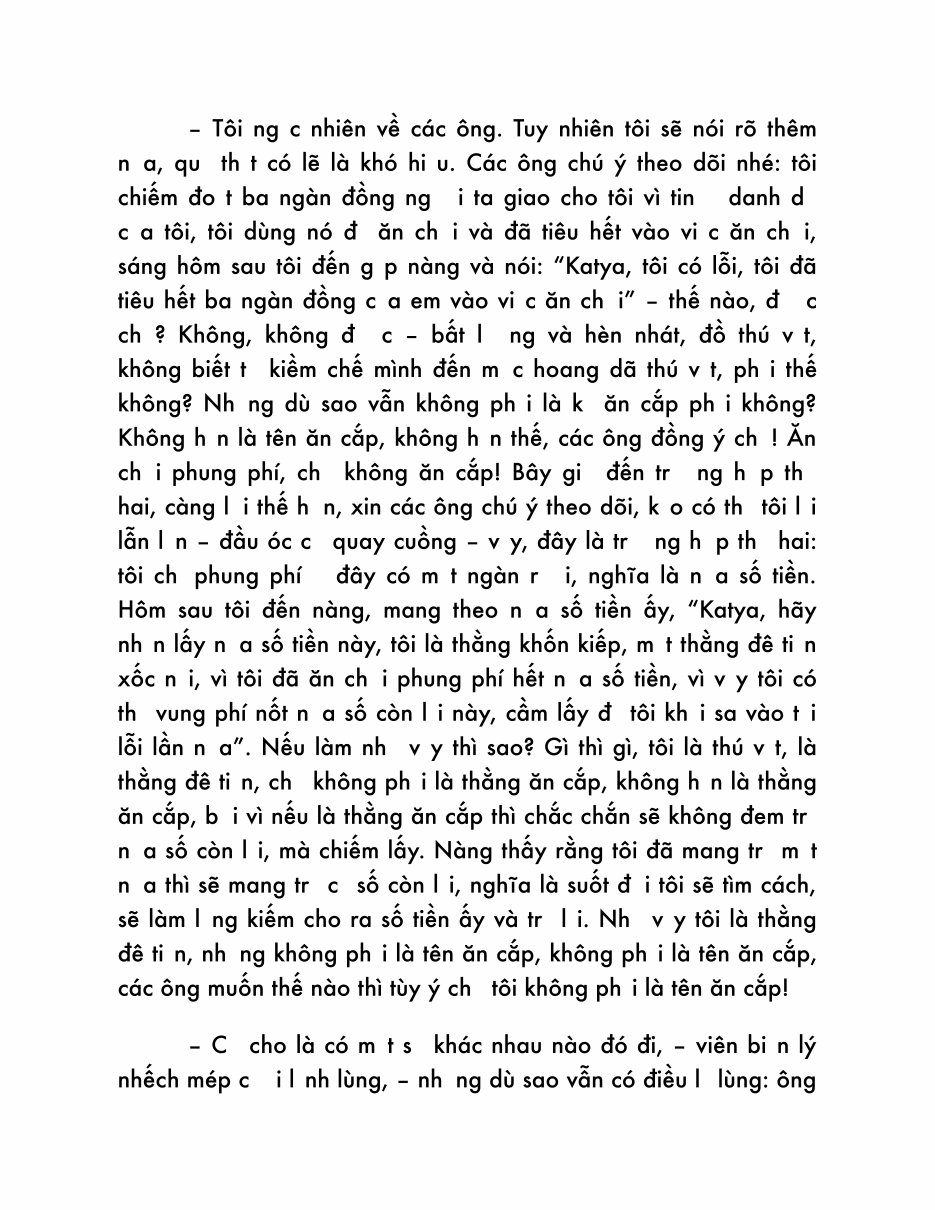 – Tôi ng c nhiên về các ông. Tuy nhiên tôi sẽ nói rõ thêm
n a, qu th t có lẽ là khó hi u. Các ông chú ý theo dõi nhé: tôi
chiếm đo t ba ngàn đồng ng i ta giao cho tôi vì tin danh d
c a tôi, tôi dùng nó đ ăn ch i và đã tiêu hết vào vi c ăn ch i,
sáng hôm sau tôi đến g p nàng và nói: “Katya, tôi có lỗi, tôi đã
tiêu hết ba ngàn đồng c a em vào vi c ăn ch i” – thế nào, đ c
ch ? Không, không đ c – bất l ng và hèn nhát, đồ thú v t,
không biết t kiềm chế mình đến m c hoang dã thú v t, ph i thế
không? Nh ng dù sao vẫn không ph i là k ăn cắp ph i không?
Không h n là tên ăn cắp, không h n thế, các ông đồng ý ch ! Ăn
ch i phung phí, ch không ăn cắp! Bây gi đến tr ng h p th
hai, càng l i thế h n, xin các ông chú ý theo dõi, k o có th tôi l i
lẫn l n – đầu óc c quay cuồng – v y, đây là tr ng h p th hai:
tôi ch phung phí đây có m t ngàn r i, nghĩa là n a số tiền.
Hôm sau tôi đến nàng, mang theo n a số tiền ấy, “Katya, hãy
nh n lấy n a số tiền này, tôi là thằng khốn kiếp, m t thằng đê ti n
xốc n i, vì tôi đã ăn ch i phung phí hết n a số tiền, vì v y tôi có
th vung phí nốt n a số còn l i này, cầm lấy đ tôi kh i sa vào t i
lỗi lần n a”. Nếu làm nh v y thì sao? Gì thì gì, tôi là thú v t, là
thằng đê ti n, ch không ph i là thằng ăn cắp, không h n là thằng
ăn cắp, b i vì nếu là thằng ăn cắp thì chắc chắn sẽ không đem tr
n a số còn l i, mà chiếm lấy. Nàng thấy rằng tôi đã mang tr m t
n a thì sẽ mang tr c số còn l i, nghĩa là suốt đ i tôi sẽ tìm cách,
sẽ làm l ng kiếm cho ra số tiền ấy và tr l i. Nh v y tôi là thằng
đê ti n, nh ng không ph i là tên ăn cắp, không ph i là tên ăn cắp,
các ông muốn thế nào thì tùy ý ch tôi không ph i là tên ăn cắp!
– C cho là có m t s khác nhau nào đó đi, – viên bi n lý
nhếch mép c i l nh lùng, – nh ng dù sao vẫn có điều l lùng: ông